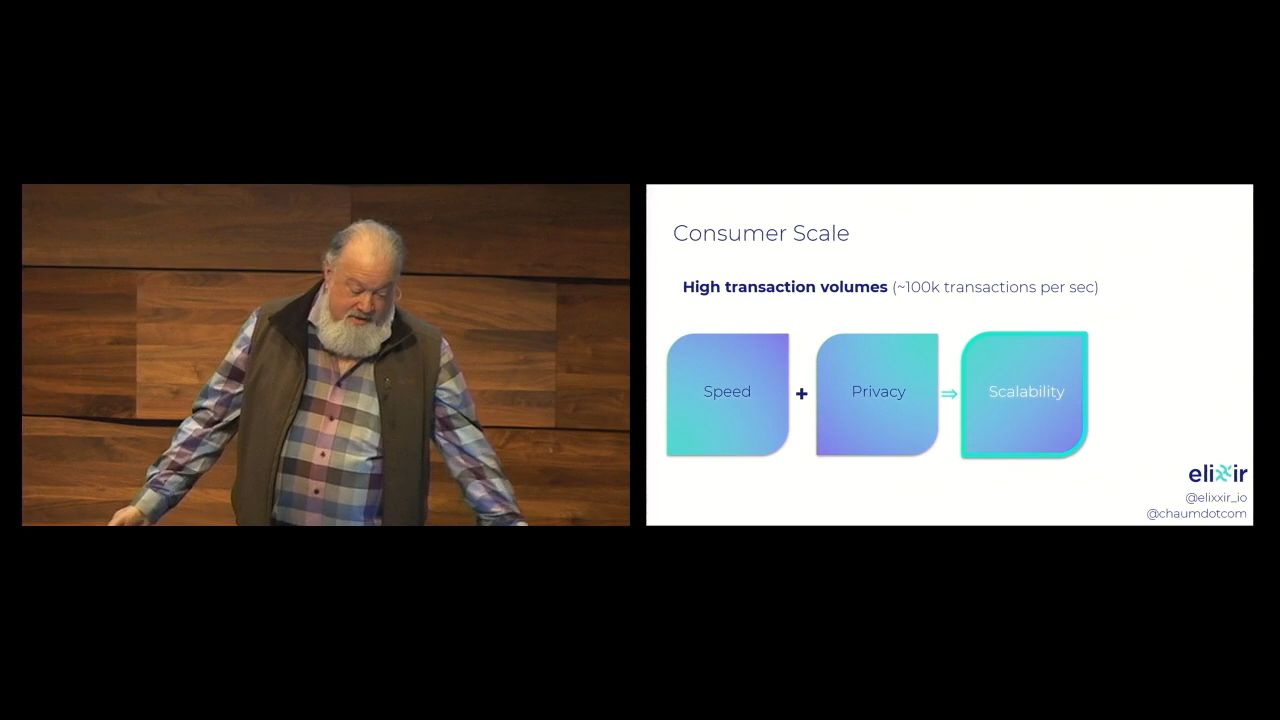 Consumer Scale
High transaction volumes (~100k transactions per sec)
Speed + Privacy ⇒ Scalability
elixxir
@elixxir_io
@chaumdotcom